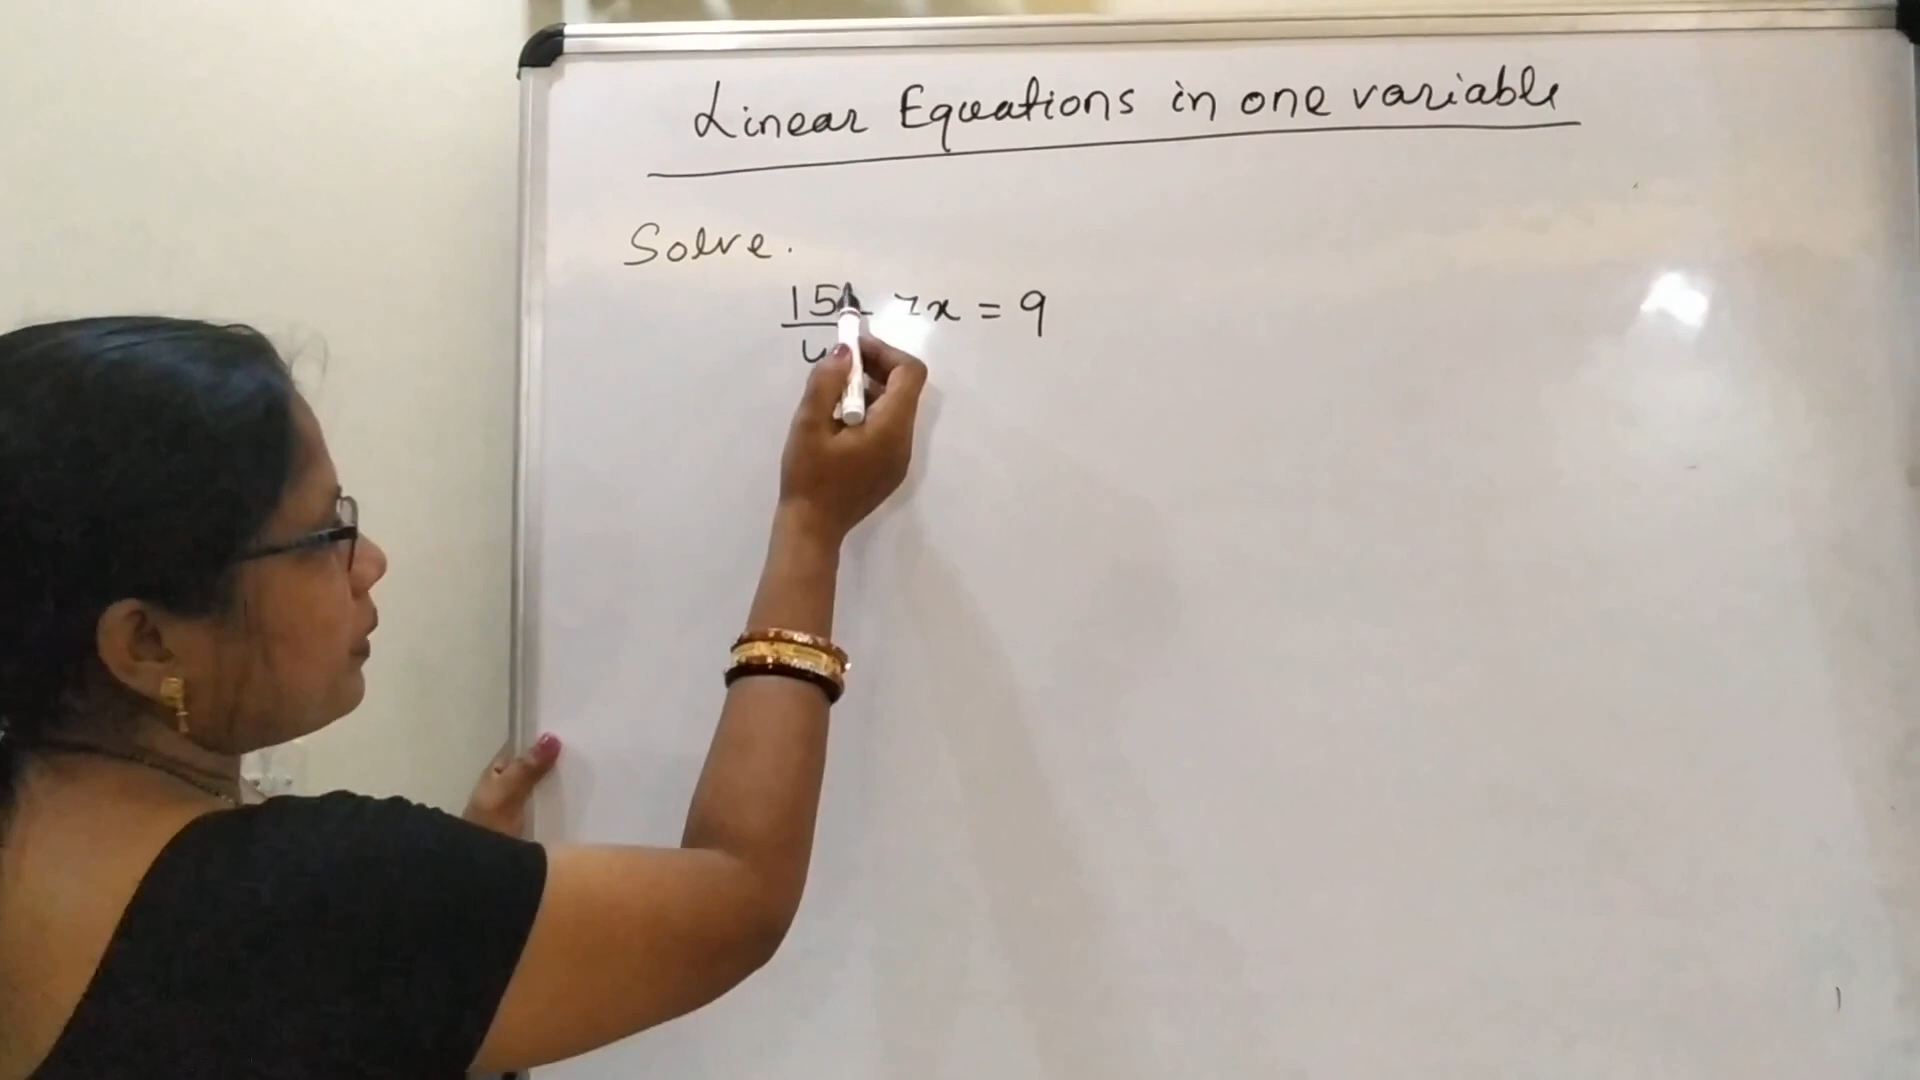 Linear Equations in one variable
Solve.
15/4 - 7x = 9